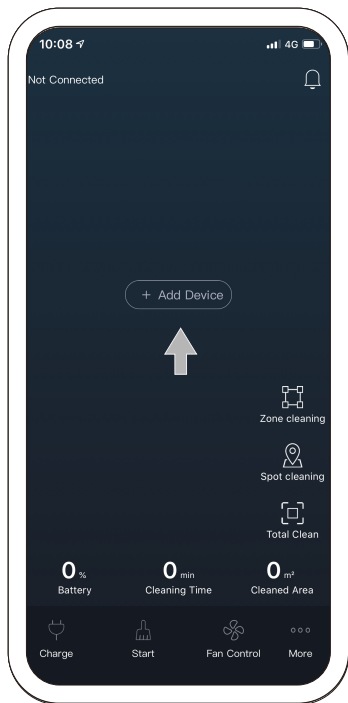 10:08 4G
Not Connected
+ Add Device
Zone cleaning
Spot cleaning
Total Clean
0 % 0 min 0 m²
Battery Cleaning Time Cleaned Area
Charge Start Fan Control More